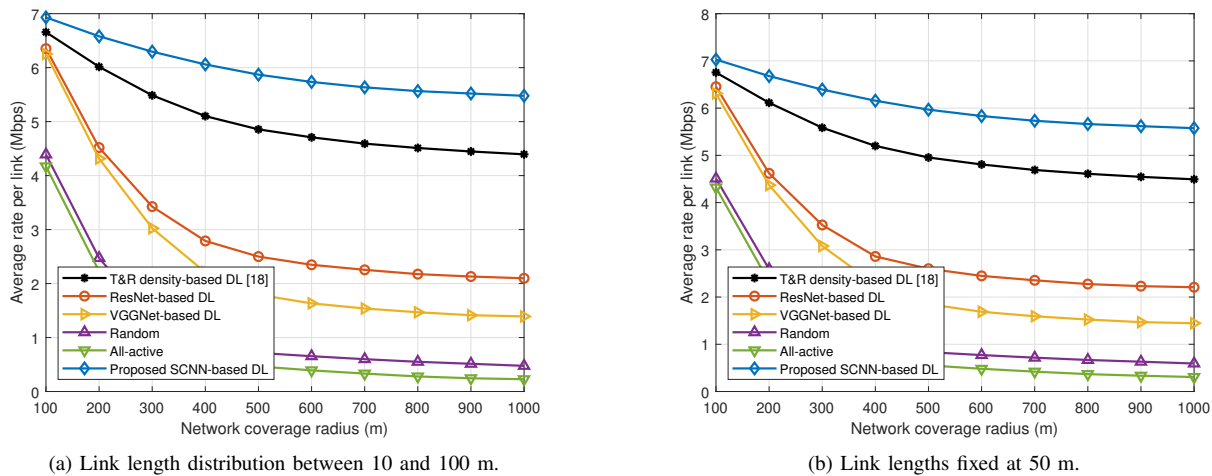 7
6
5
4
3
2
1
0
Average rate per link (Mbps)
T&R density-based DL [18]
ResNet-based DL
VGGNet-based DL
Random
All-active
Proposed SCNN-based DL
100 200 300 400 500 600 700 800 900 1000
Network coverage radius (m)
(a) Link length distribution between 10 and 100 m.
8
7
6
5
4
3
2
1
0
Average rate per link (Mbps)
T&R density-based DL [18]
ResNet-based DL
VGGNet-based DL
Random
All-active
Proposed SCNN-based DL
100 200 300 400 500 600 700 800 900 1000
Network coverage radius (m)
(b) Link lengths fixed at 50 m.